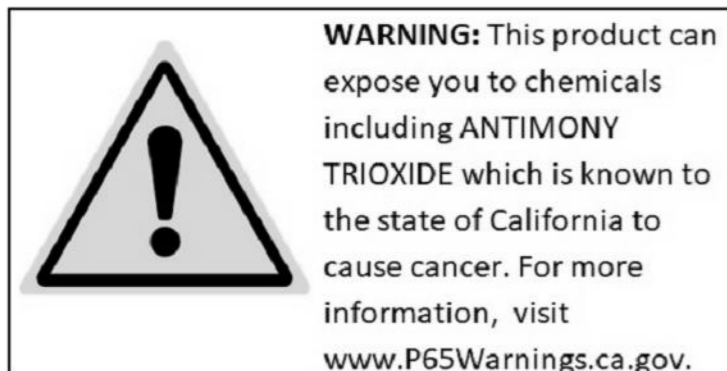 WARNING: This product can
expose you to chemicals
including ANTIMONY
TRIOXIDE which is known to
the state of California to
cause cancer. For more
information, visit
www.P65Warnings.ca.gov.